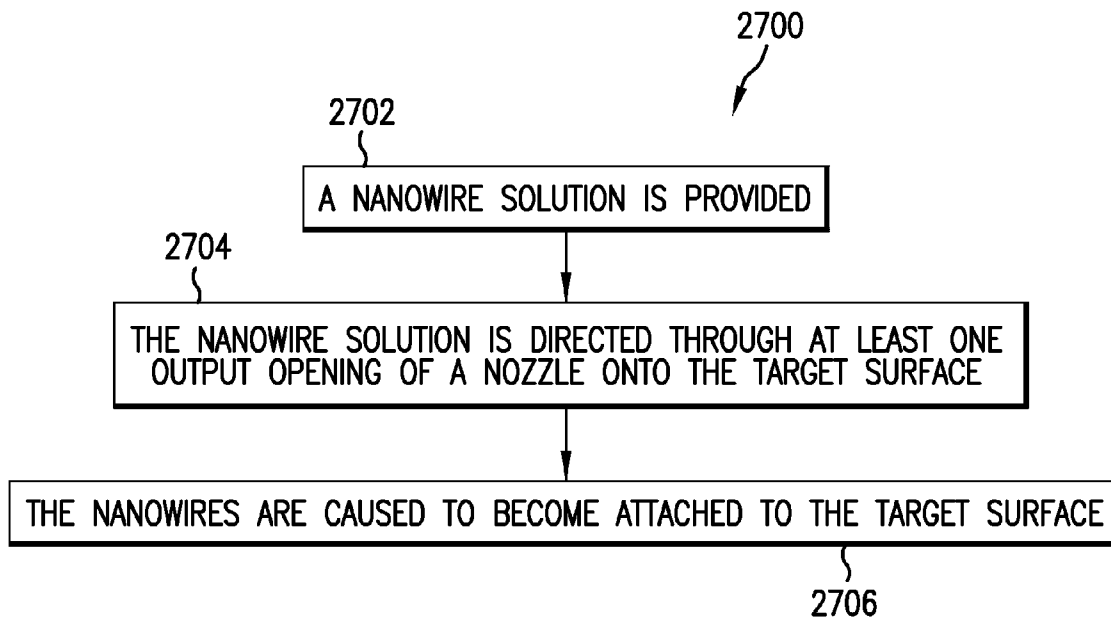 2700
2702
A NANOWIRE SOLUTION IS PROVIDED
2704
THE NANOWIRE SOLUTION IS DIRECTED THROUGH AT LEAST ONE
OUTPUT OPENING OF A NOZZLE ONTO THE TARGET SURFACE
THE NANOWIRES ARE CAUSED TO BECOME ATTACHED TO THE TARGET SURFACE
2706